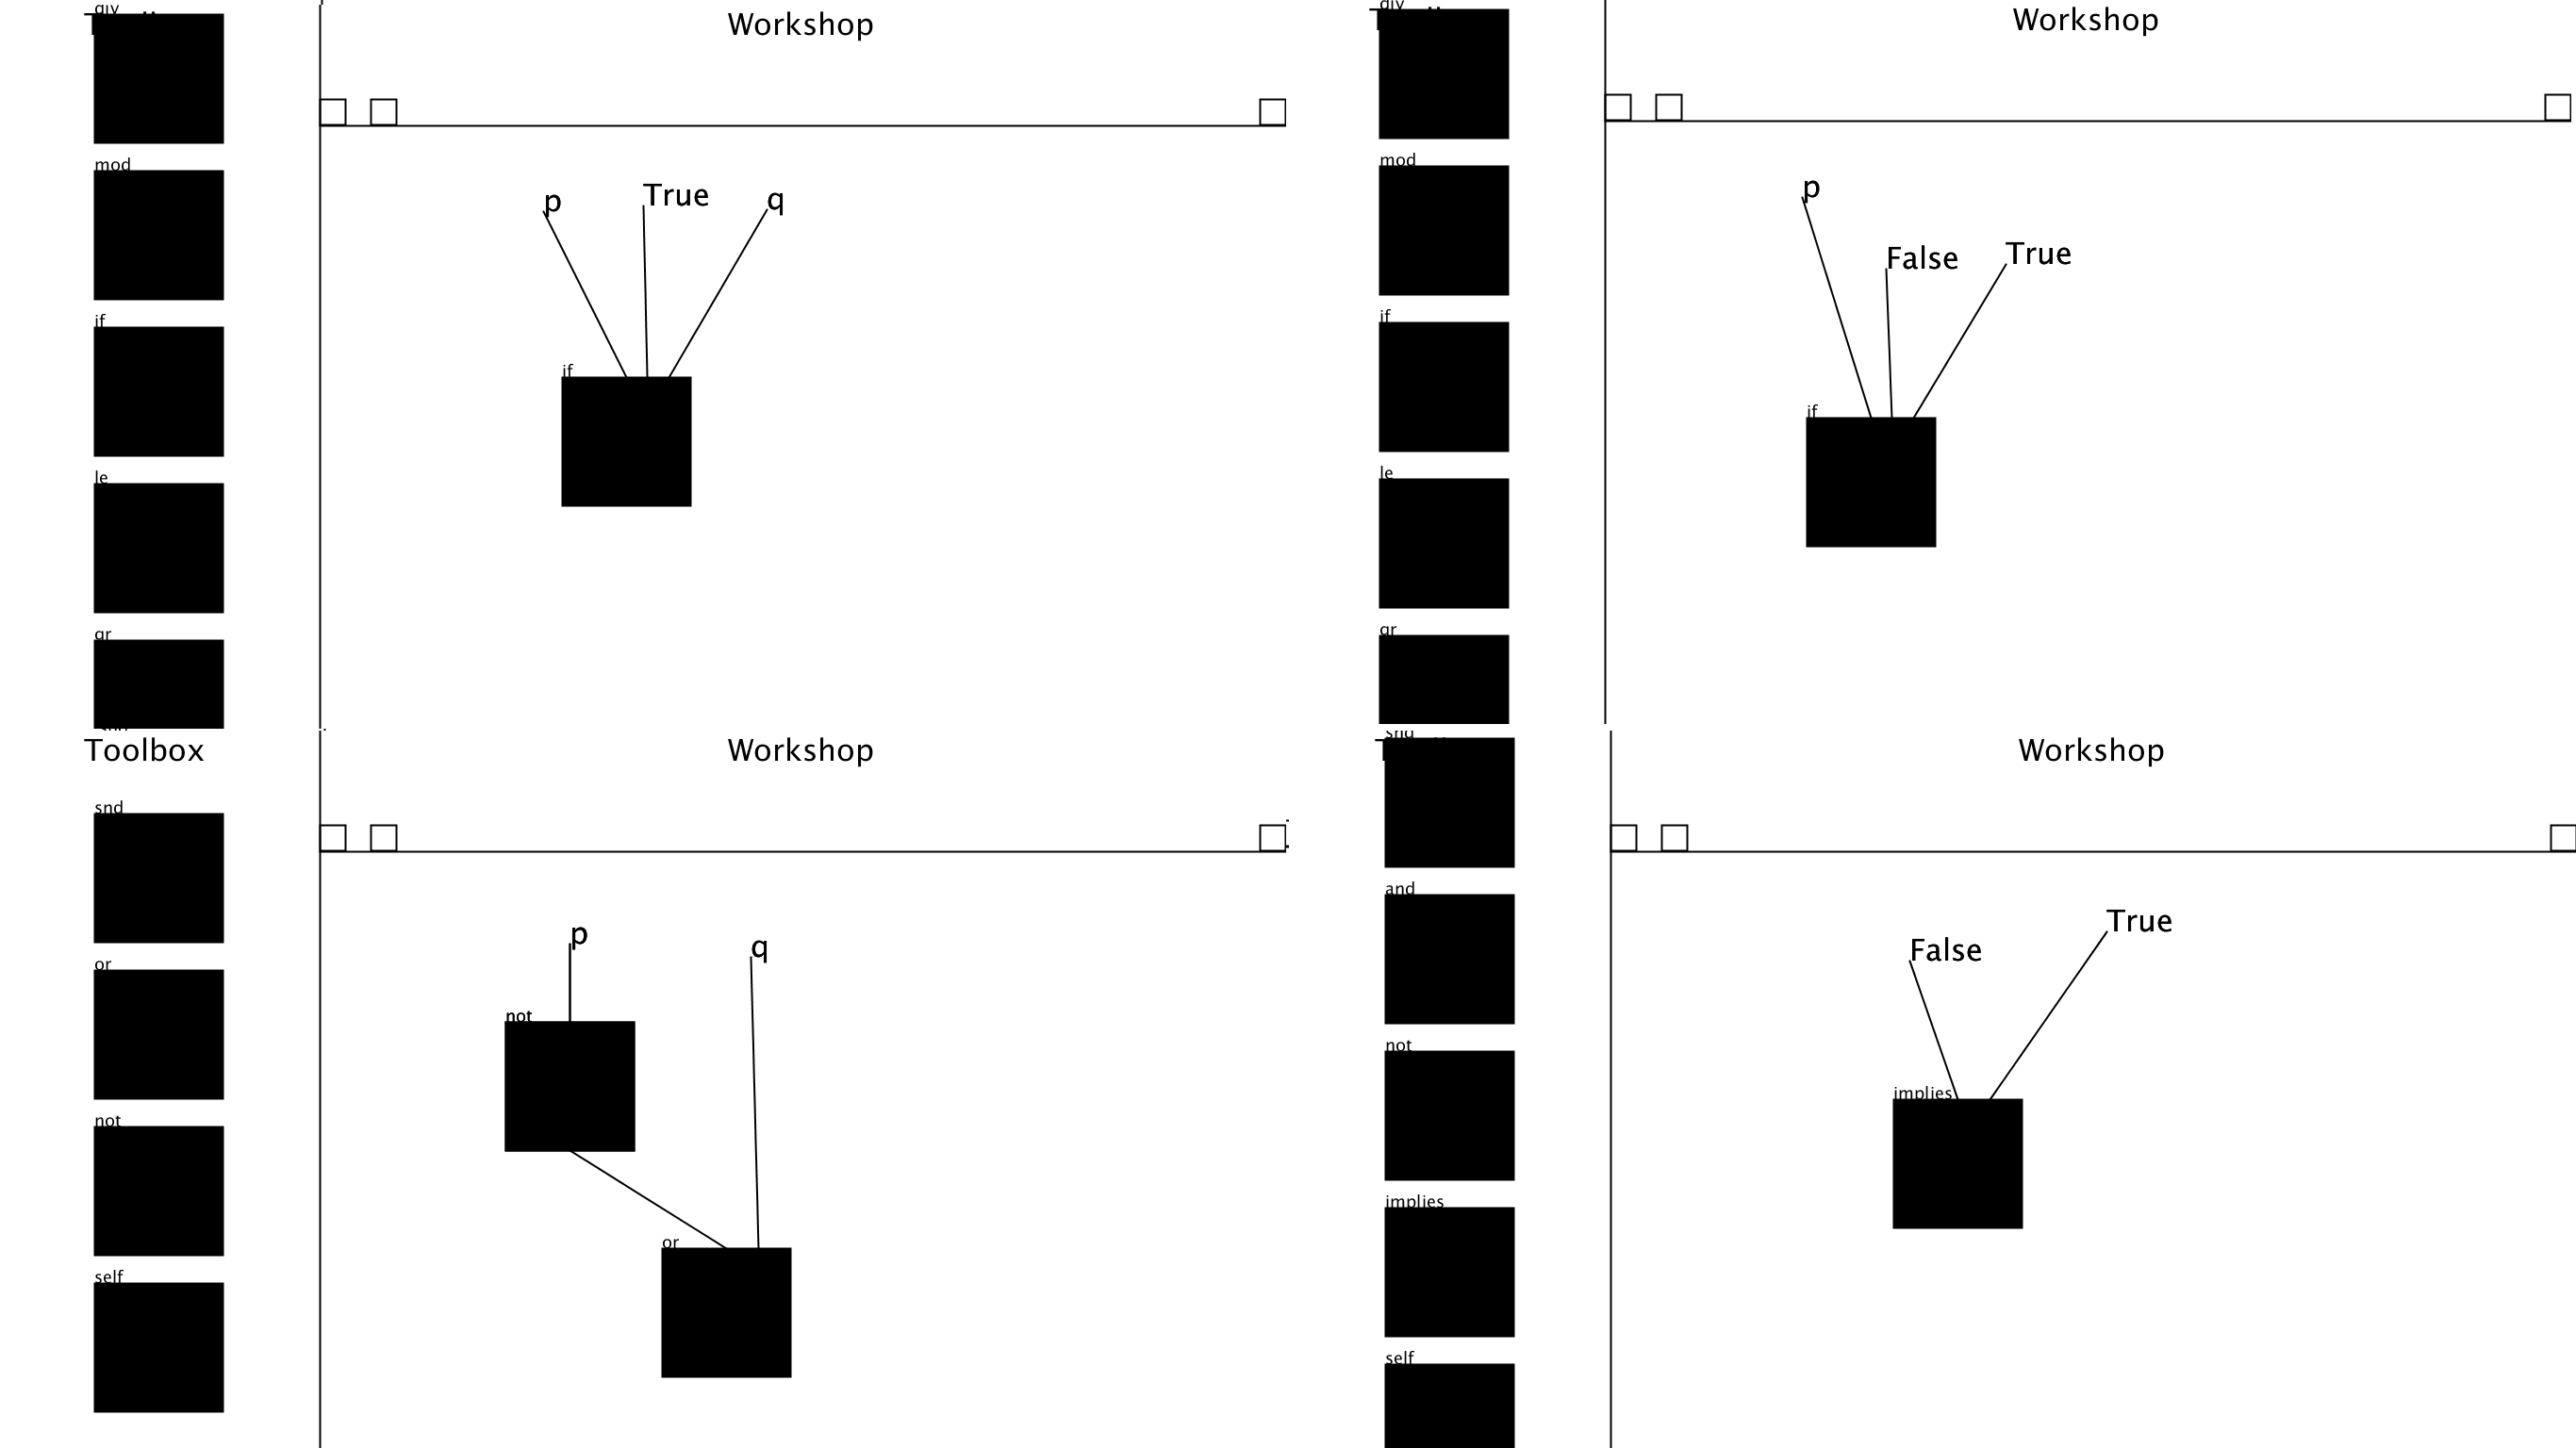 div
Workshop
mod
p
True
q
if
if
le
gr
div
Workshop
mod
p
False
True
if
if
le
gr
Toolbox
Workshop
snd
p
q
or
not
not
or
self
snd
Workshop
and
True
False
not
implies
implies
self